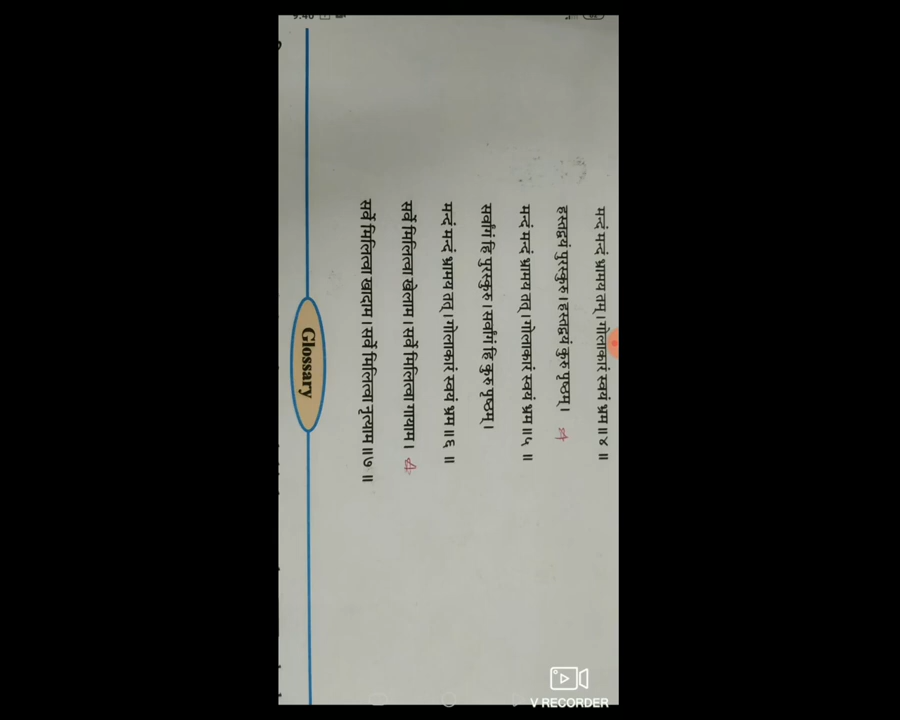 मन्दं मन्दं भ्रामय तम्। गोलाकारं स्वयं भ्रम॥४॥
हस्तद्वयं पुरस्कुरु। हस्तद्वयं कुरु पृष्ठम्।
मन्दं मन्दं भ्रामय तत्। गोलाकारं स्वयं भ्रम॥५॥
सर्वांगं हि पुरस्कुरु। सर्वांगं हि कुरु पृष्ठम्।
मन्दं मन्दं भ्रामय तत्। गोलाकारं स्वयं भ्रम॥६॥
सर्वे मिलित्वा खेलाम। सर्वे मिलित्वा गायाम।
सर्वे मिलित्वा खादाम। सर्वे मिलित्वा नृत्याम॥७॥
Glossary
V RECORDER